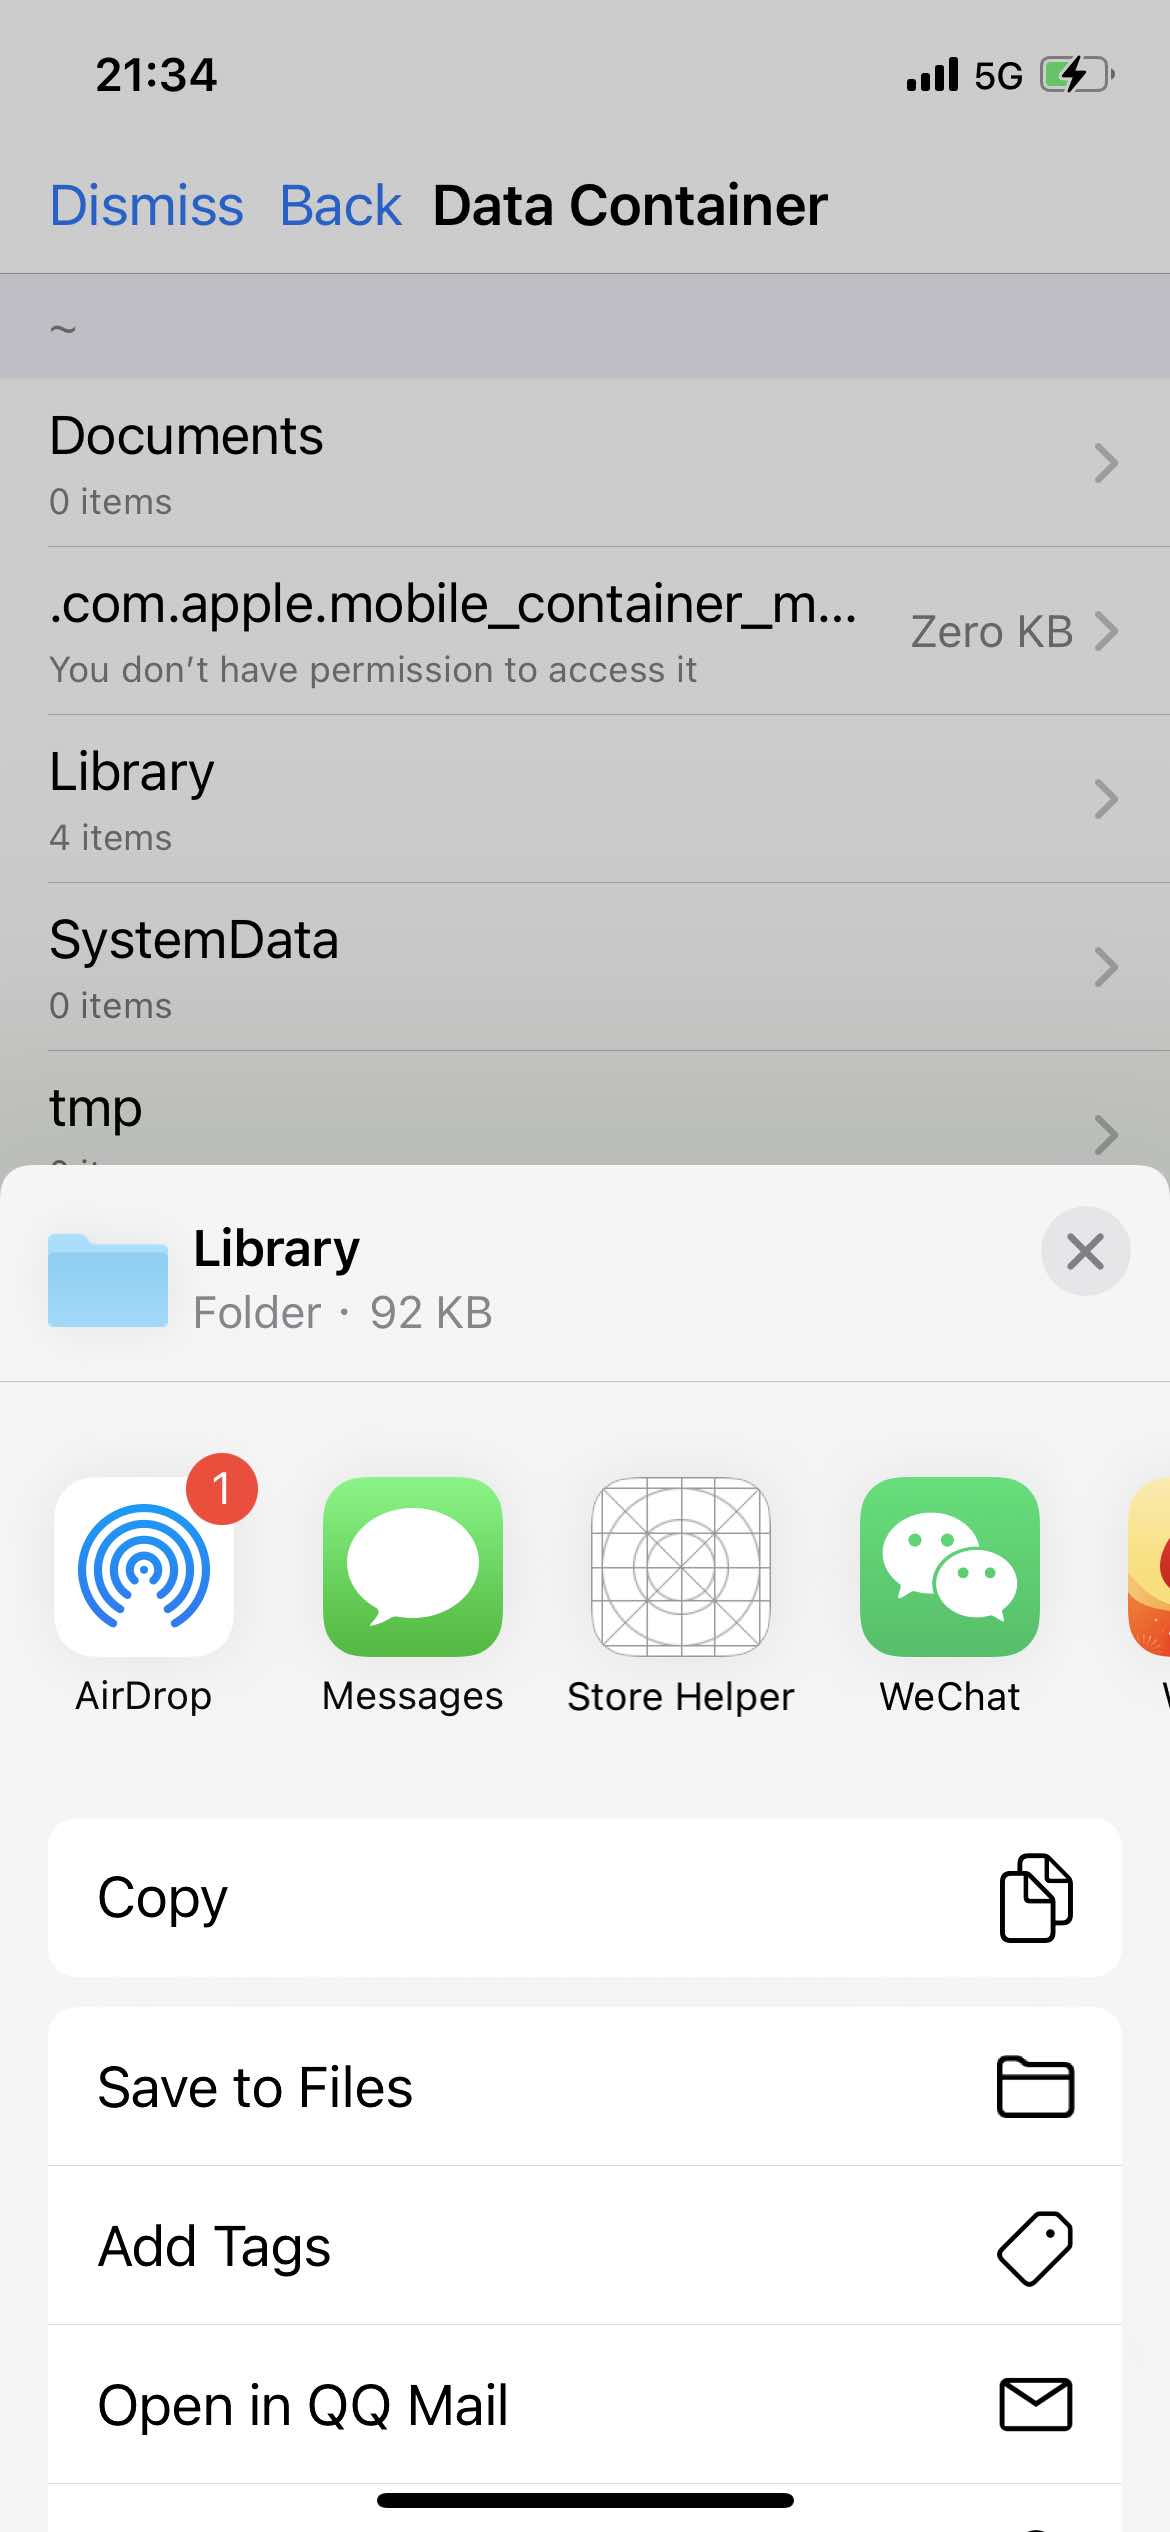 21:34 5G
Dismiss Back Data Container
~
Documents
0 items
.com.apple.mobile_container_m...
Zero KB
You don't have permission to access it
Library
4 items
SystemData
0 items
tmp
Library
Folder · 92 KB
1
AirDrop Messages Store Helper WeChat
Copy
Save to Files
Add Tags
Open in QQ Mail